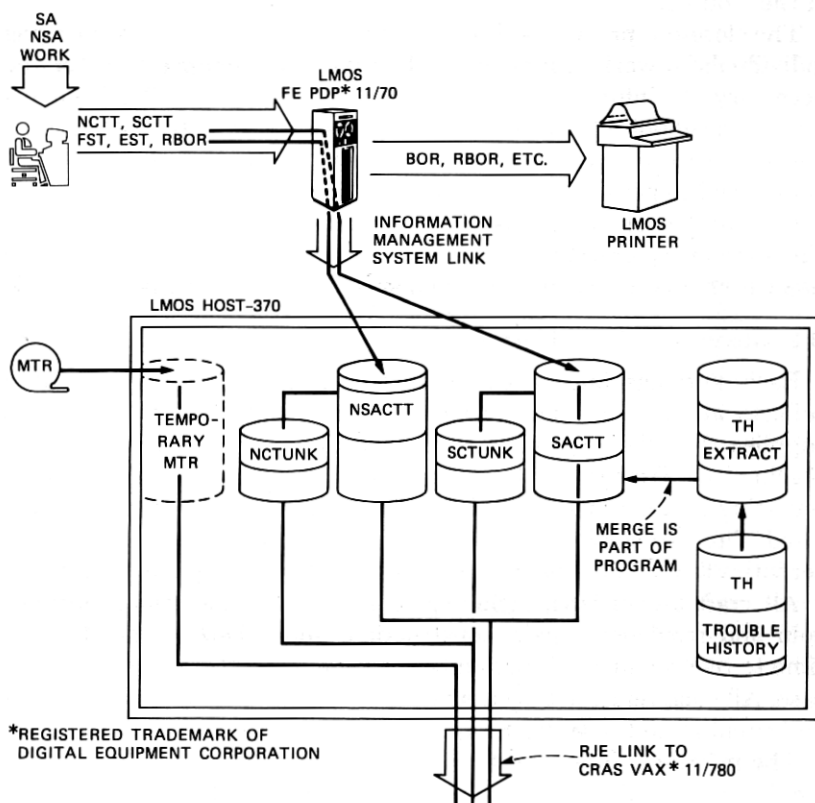 SA
NSA
WORK
LMOS
FE PDP* 11/70
NCTT, SCTT
FST, EST, RBOR
BOR, RBOR, ETC.
LMOS
PRINTER
INFORMATION
MANAGEMENT
SYSTEM LINK
LMOS HOST-370
MTR
TEMPO-
RARY
MTR
NCTUNK
NSACTT
SCTUNK
SACTT
TH
EXTRACT
MERGE IS
PART OF
PROGRAM
TH
TROUBLE
HISTORY
*REGISTERED TRADEMARK OF
DIGITAL EQUIPMENT CORPORATION
RJE LINK TO
CRAS VAX* 11/780